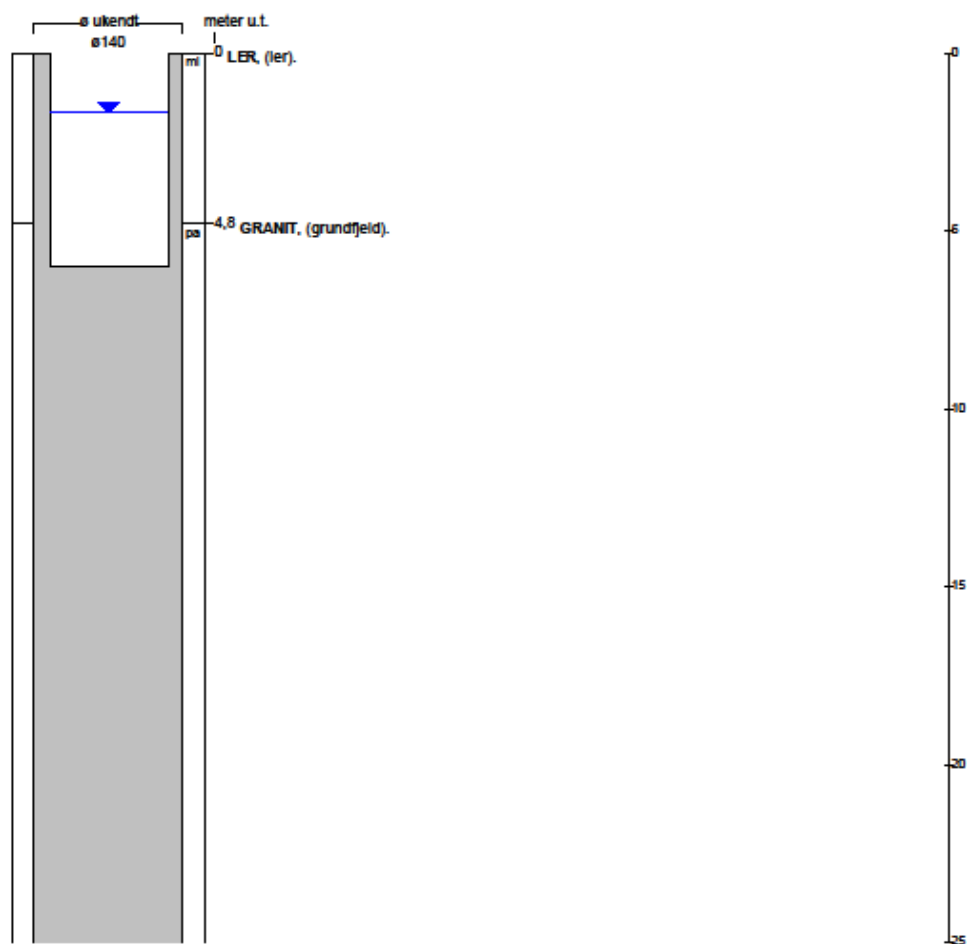 ø ukendt
meter u.t.
ø140
0 LER, (ler).
ml
4,8 GRANIT, (grundfjeld).
pa
0
5
10
15
20
25